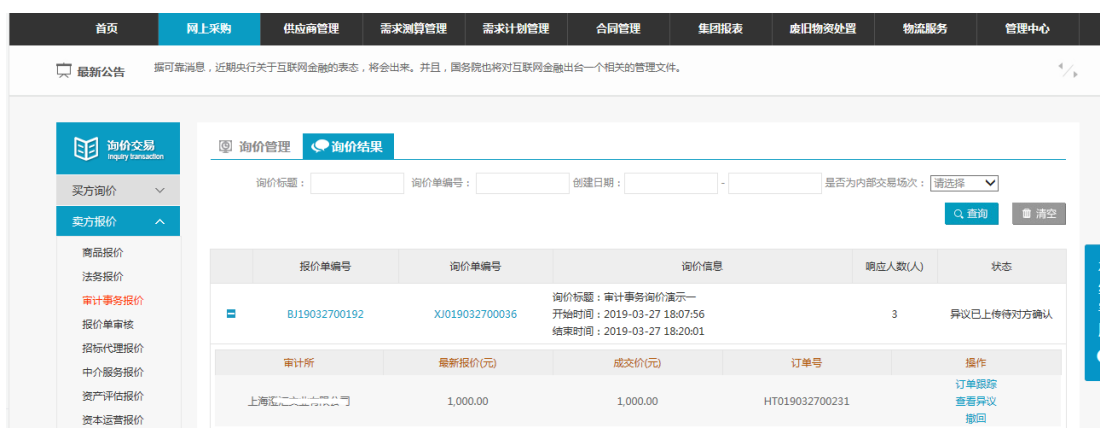 首页 网上采购 供应商管理 需求测算管理 需求计划管理 合同管理 集团报表 废旧物资处置 物流服务 管理中心
最新公告 据可靠消息，近期央行关于互联网金融的表态，将会出来。并且，国务院也将对互联网金融出台一个相关的管理文件。
询价交易
Inquiry transaction
询价管理 询价结果
买方询价
询价标题： 询价单编号： 创建日期： - 是否为内部交易场次： 请选择
卖方报价
查询 清空
商品报价
法务报价
审计事务报价
报价单审核
招标代理报价
中介服务报价
资产评估报价
资本运营报价
报价单编号 询价单编号 询价信息 响应人数(人) 状态
询价标题：审计事务询价演示一
BJ19032700192 XJ019032700036 开始时间：2019-03-27 18:07:56 3 异议已上传待对方确认
结束时间：2019-03-27 18:20:01
审计所 最新报价(元) 成交价(元) 订单号 操作
订单跟踪
上海 1,000.00 1,000.00 HT019032700231 查看异议
撤回